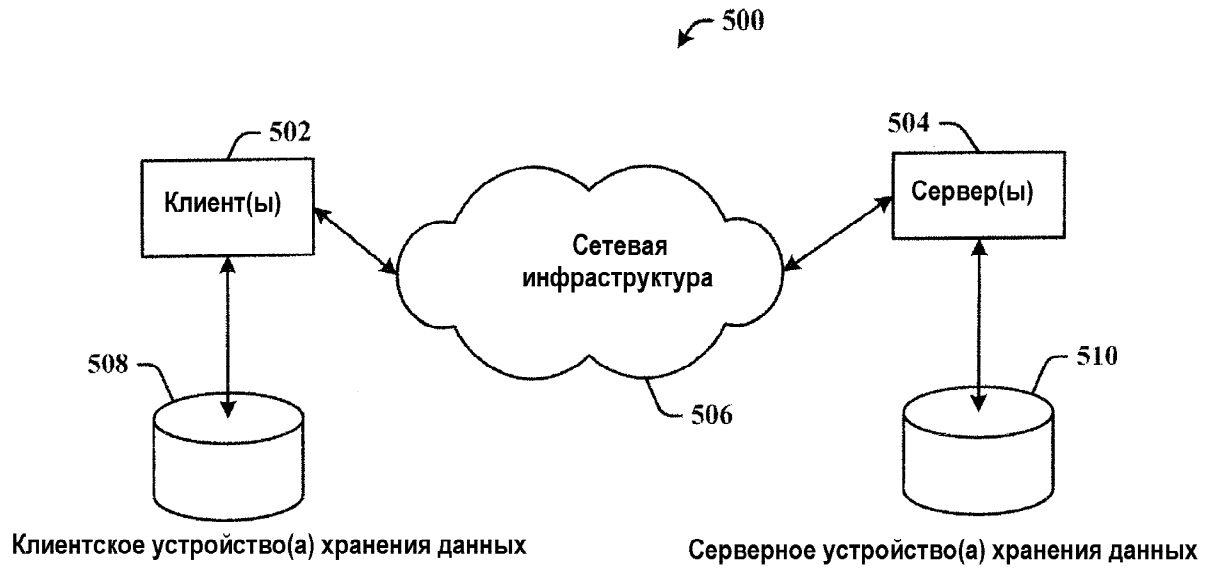 500
502
504
Клиент(ы)
Сервер(ы)
Сетевая
инфраструктура
508
510
506
Клиентское устройство(а) хранения данных
Серверное устройство(а) хранения данных